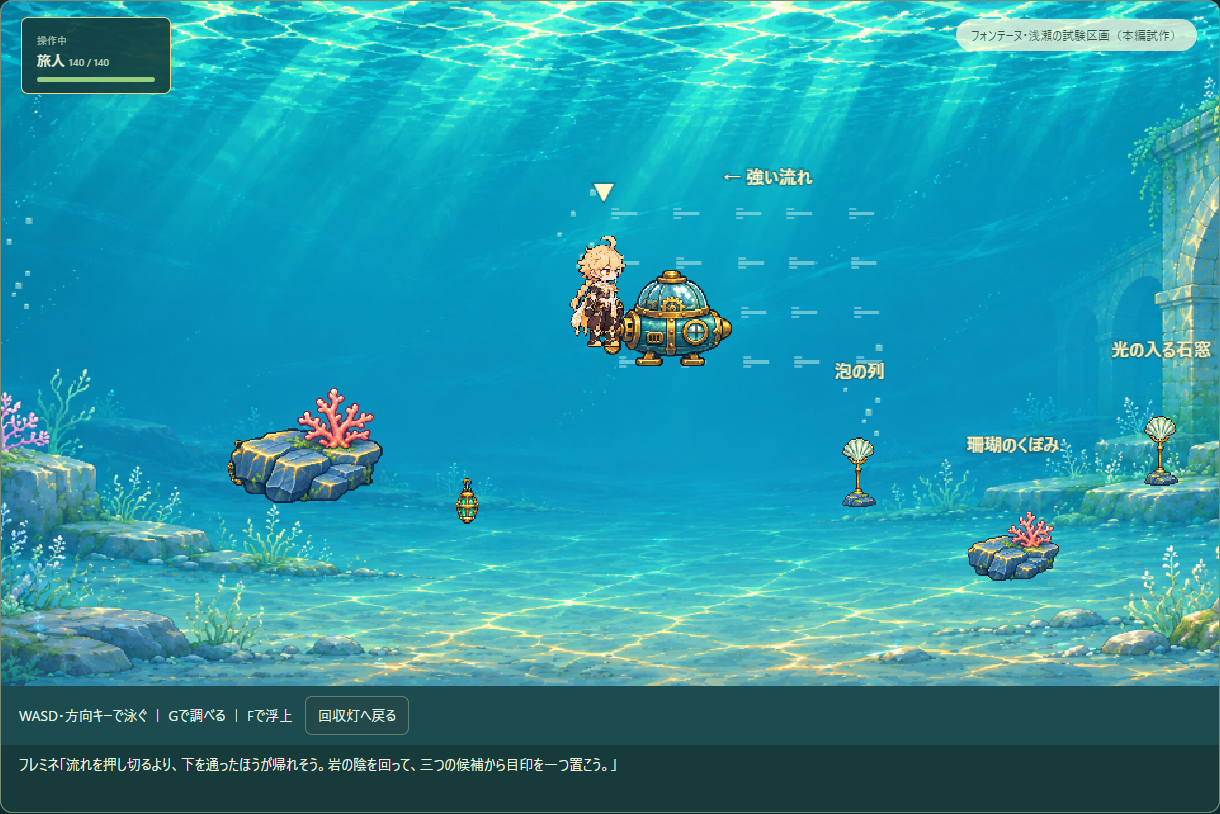 操作中
旅人 140 / 140
フォンテーヌ・浅瀬の試験区画（本編試作）
← 強い流れ
光の入る石窓
泡の列
珊瑚のくぼみ
WASD・方向キーで泳ぐ | Gで調べる | Fで浮上
回収灯へ戻る
フレミネ「流れを押し切るより、下を通ったほうが帰れそう。岩の陰を回って、三つの候補から目印を一つ置こう。」